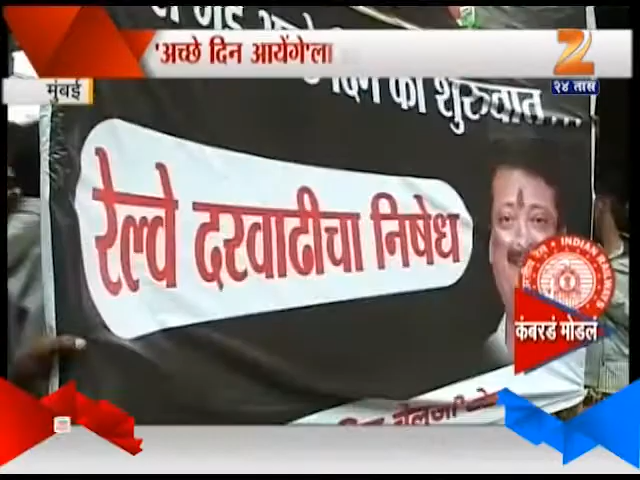 'अच्छे दिन आयेंगे'ला
२४ तास
मुंबई
की शुरुवात...
रेल्वे दरवाढीचा निषेध
INDIAN RAILWAYS
कंबरडं मोडलं